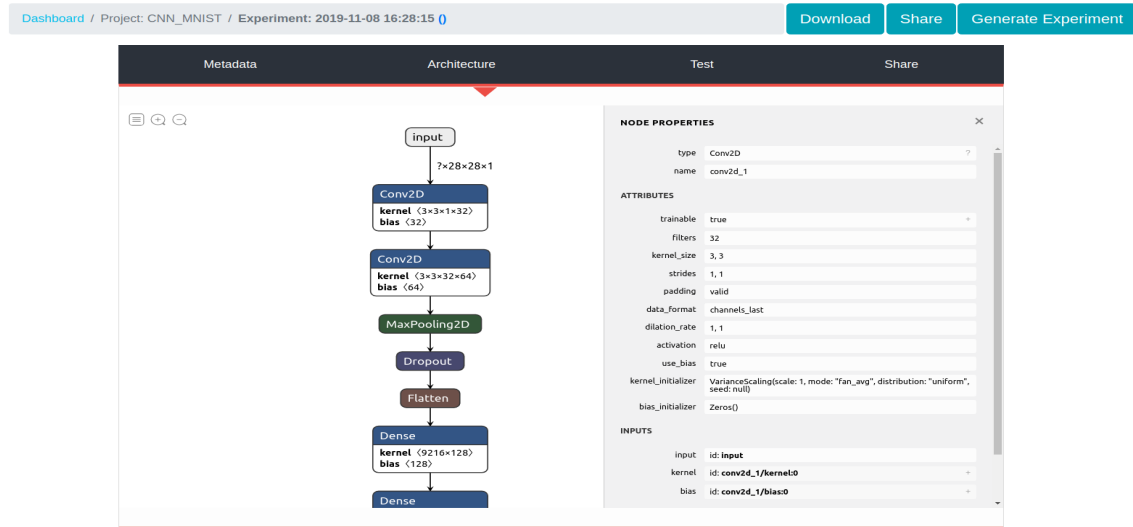 Dashboard / Project: CNN_MNIST / Experiment: 2019-11-08 16:28:15 ()
Download
Share
Generate Experiment
Metadata
Architecture
Test
Share
input
?×28×28×1
Conv2D
kernel 〈3×3×1×32〉
bias 〈32〉
Conv2D
kernel 〈3×3×32×64〉
bias 〈64〉
MaxPooling2D
Dropout
Flatten
Dense
kernel 〈9216×128〉
bias 〈128〉
Dense
NODE PROPERTIES ×
type Conv2D ?
name conv2d_1
ATTRIBUTES
trainable true +
filters 32
kernel_size 3, 3
strides 1, 1
padding valid
data_format channels_last
dilation_rate 1, 1
activation relu
use_bias true
kernel_initializer VarianceScaling(scale: 1, mode: "fan_avg", distribution: "uniform",
seed: null)
bias_initializer Zeros()
INPUTS
input id: input
kernel id: conv2d_1/kernel:0 +
bias id: conv2d_1/bias:0 +